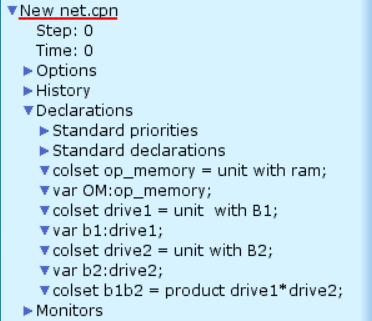 New net.cpn
Step: 0
Time: 0
Options
History
Declarations
Standard priorities
Standard declarations
colset op_memory = unit with ram;
var OM:op_memory;
colset drive1 = unit  with B1;
var b1:drive1;
colset drive2 = unit with B2;
var b2:drive2;
colset b1b2 = product drive1*drive2;
Monitors